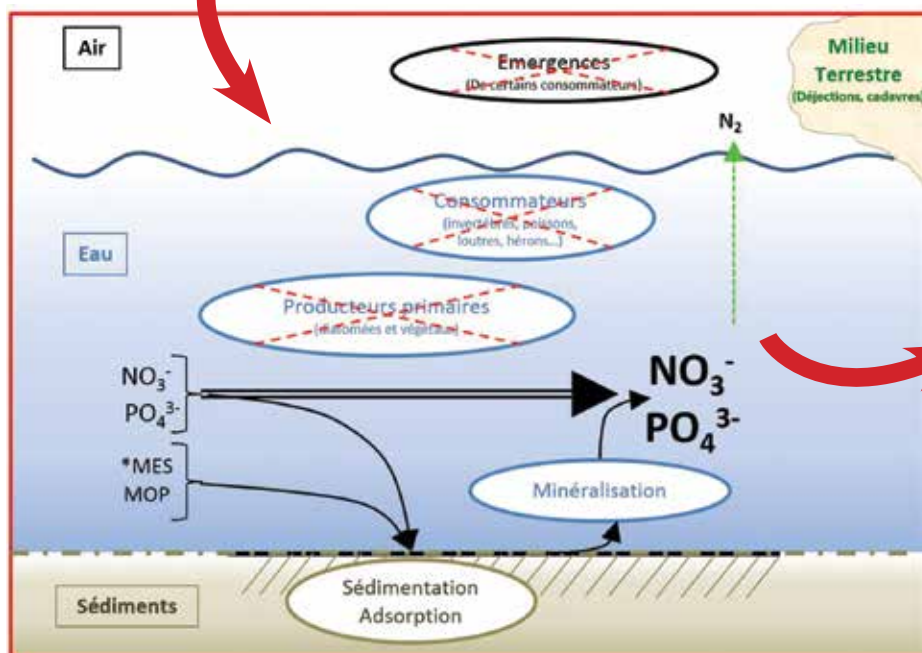 Air
Emergences
(De certains consommateurs)
Milieu
Terrestre
(Déjections, cadavres)
N₂
Consommateurs
(invertébrés, poissons,
loutres, hérons...)
Eau
Producteurs primaires
(diatomées et végétaux)
NO₃⁻
PO₄³⁻
*MES
MOP
NO₃⁻
PO₄³⁻
Minéralisation
Sédimentation
Adsorption
Sédiments